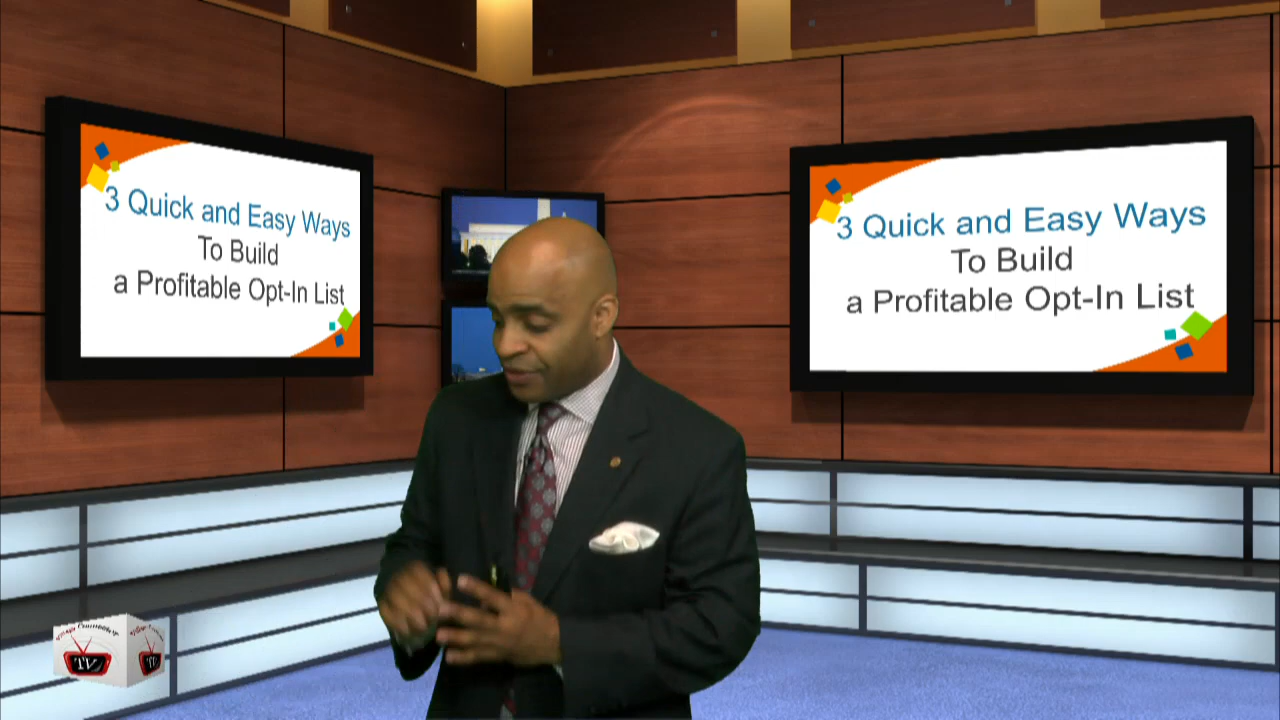 3 Quick and Easy Ways
To Build
a Profitable Opt-In List
3 Quick and Easy Ways
To Build
a Profitable Opt-In List
TV
TV